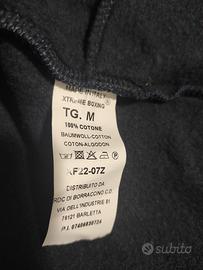 MADE IN ITALY
XTREME BOXING
TG. M
100% COTONE
BAUMWOLL-COTTON
COTON-ALGODON
XF22-07Z
DISTRIBUITO DA
RDC DI BORRACCINO C.D.
VIA DELL'INDUSTRIE 81
76121 BARLETTA
subito